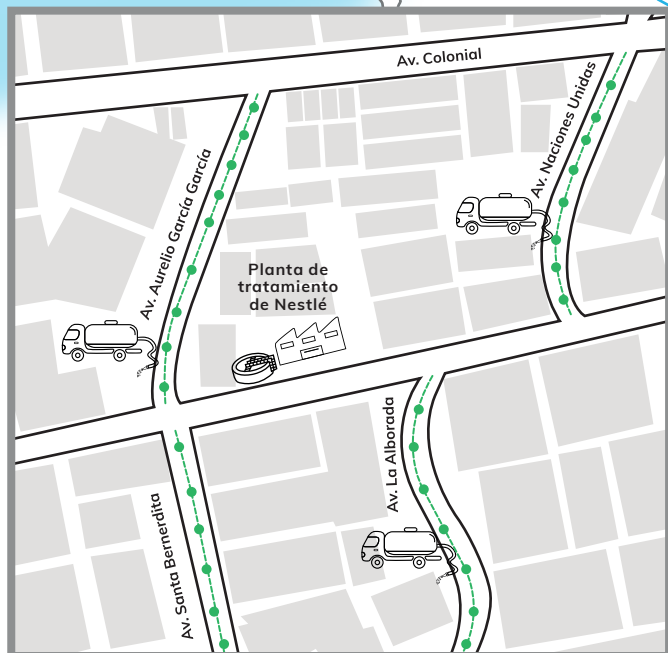 Av. Colonial
Av. Naciones Unidas
Av. Aurelio García García
Planta de
tratamiento
de Nestlé
Av. La Alborada
Av. Santa Bernerdita